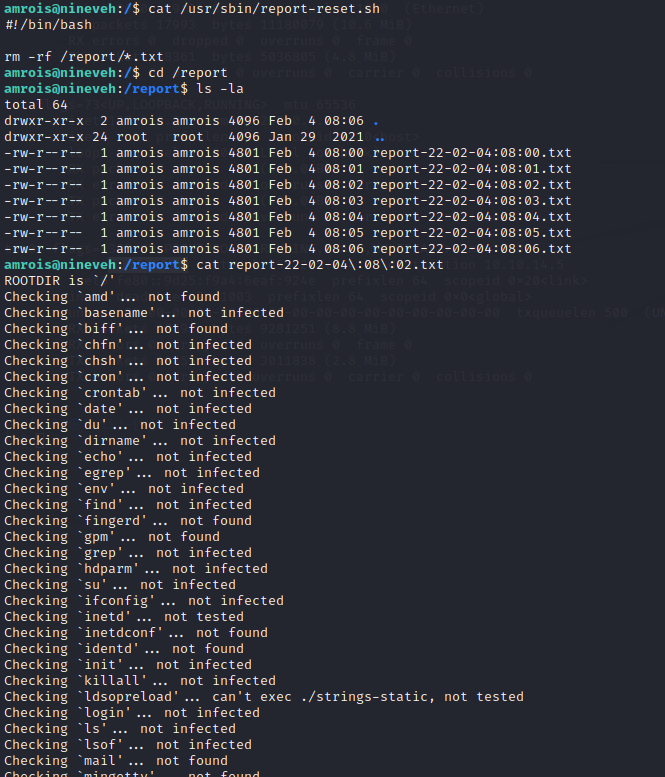 amrois@nineveh:/$ cat /usr/sbin/report-reset.sh
#!/bin/bash
rm -rf /report/*.txt
amrois@nineveh:/$ cd /report
amrois@nineveh:/report$ ls -la
total 64
drwxr-xr-x  2 amrois amrois 4096 Feb  4 08:06 .
drwxr-xr-x 24 root   root   4096 Jan 29  2021 ..
-rw-r--r--  1 amrois amrois 4801 Feb  4 08:00 report-22-02-04:08:00.txt
-rw-r--r--  1 amrois amrois 4801 Feb  4 08:01 report-22-02-04:08:01.txt
-rw-r--r--  1 amrois amrois 4801 Feb  4 08:02 report-22-02-04:08:02.txt
-rw-r--r--  1 amrois amrois 4801 Feb  4 08:03 report-22-02-04:08:03.txt
-rw-r--r--  1 amrois amrois 4801 Feb  4 08:04 report-22-02-04:08:04.txt
-rw-r--r--  1 amrois amrois 4801 Feb  4 08:05 report-22-02-04:08:05.txt
-rw-r--r--  1 amrois amrois 4801 Feb  4 08:06 report-22-02-04:08:06.txt
amrois@nineveh:/report$ cat report-22-02-04\:08\:02.txt
ROOTDIR is `/'
Checking `amd'... not found
Checking `basename'... not infected
Checking `biff'... not found
Checking `chfn'... not infected
Checking `chsh'... not infected
Checking `cron'... not infected
Checking `crontab'... not infected
Checking `date'... not infected
Checking `du'... not infected
Checking `dirname'... not infected
Checking `echo'... not infected
Checking `egrep'... not infected
Checking `env'... not infected
Checking `find'... not infected
Checking `fingerd'... not found
Checking `gpm'... not found
Checking `grep'... not infected
Checking `hdparm'... not infected
Checking `su'... not infected
Checking `ifconfig'... not infected
Checking `inetd'... not tested
Checking `inetdconf'... not found
Checking `identd'... not found
Checking `init'... not infected
Checking `killall'... not infected
Checking `ldsopreload'... can't exec ./strings-static, not tested
Checking `login'... not infected
Checking `ls'... not infected
Checking `lsof'... not infected
Checking `mail'... not found
Checking `mingetty'... not found